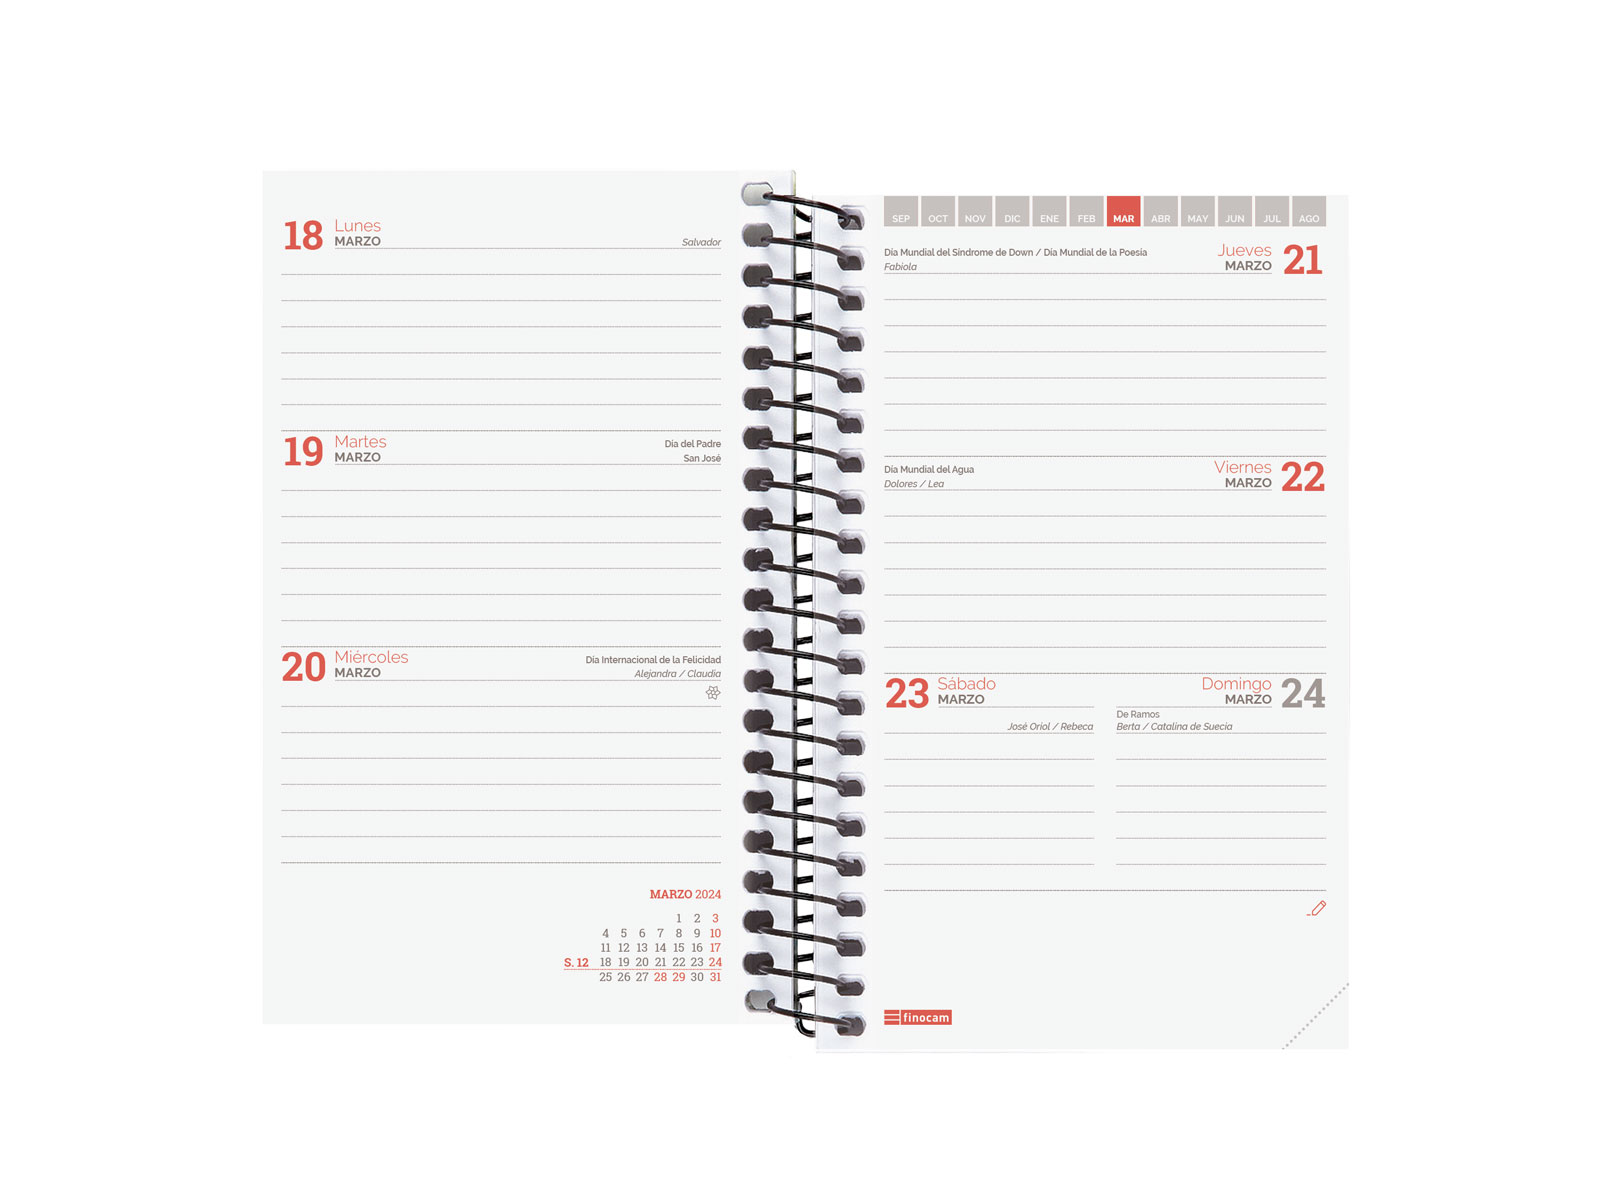 18 Lunes
MARZO
Salvador
19 Martes
MARZO
Día del Padre
San José
20 Miércoles
MARZO
Día Internacional de la Felicidad
Alejandra / Claudia
MARZO 2024
1 2 3
4 5 6 7 8 9 10
11 12 13 14 15 16 17
S. 12 18 19 20 21 22 23 24
25 26 27 28 29 30 31
SEP OCT NOV DIC ENE FEB MAR ABR MAY JUN JUL AGO
Día Mundial del Síndrome de Down / Día Mundial de la Poesía
Fabiola
Jueves 21
MARZO
Día Mundial del Agua
Dolores / Lea
Viernes 22
MARZO
23 Sábado
MARZO
José Oriol / Rebeca
Domingo 24
MARZO
De Ramos
Berta / Catalina de Suecia
finocam